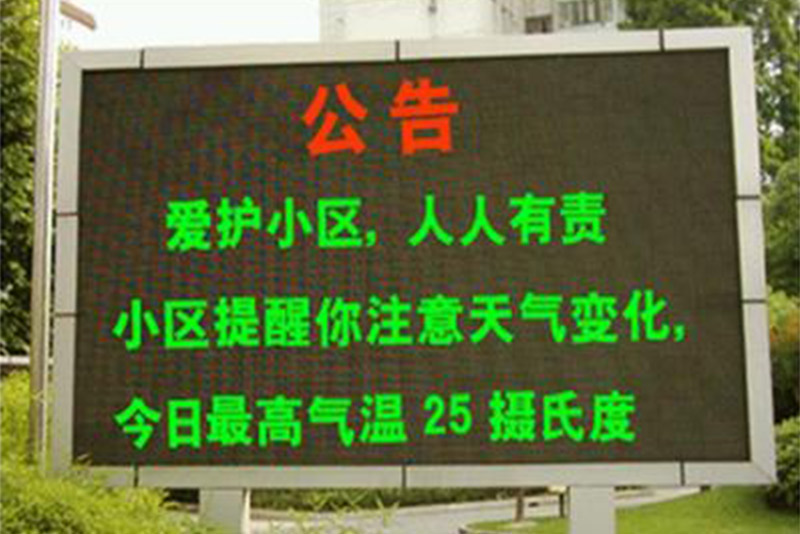 公告
爱护小区,人人有责
小区提醒你注意天气变化,
今日最高气温 25 摄氏度